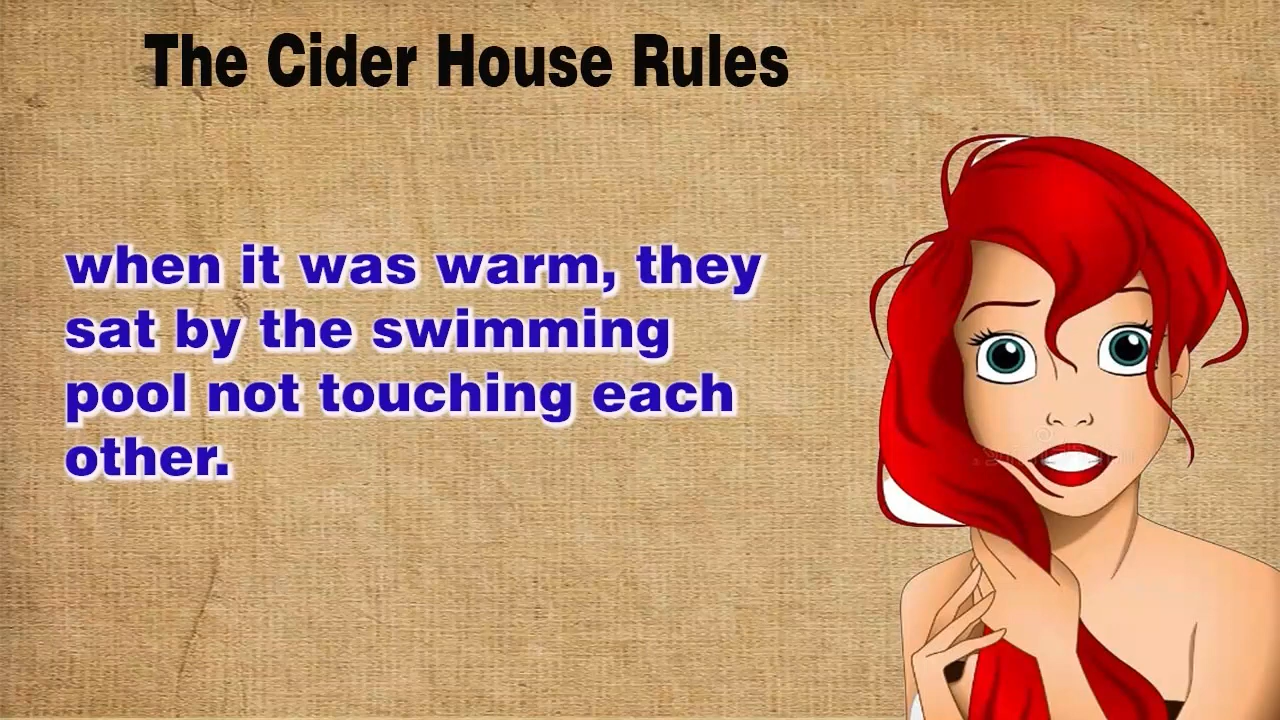 The Cider House Rules
when it was warm, they
sat by the swimming
pool not touching each
other.